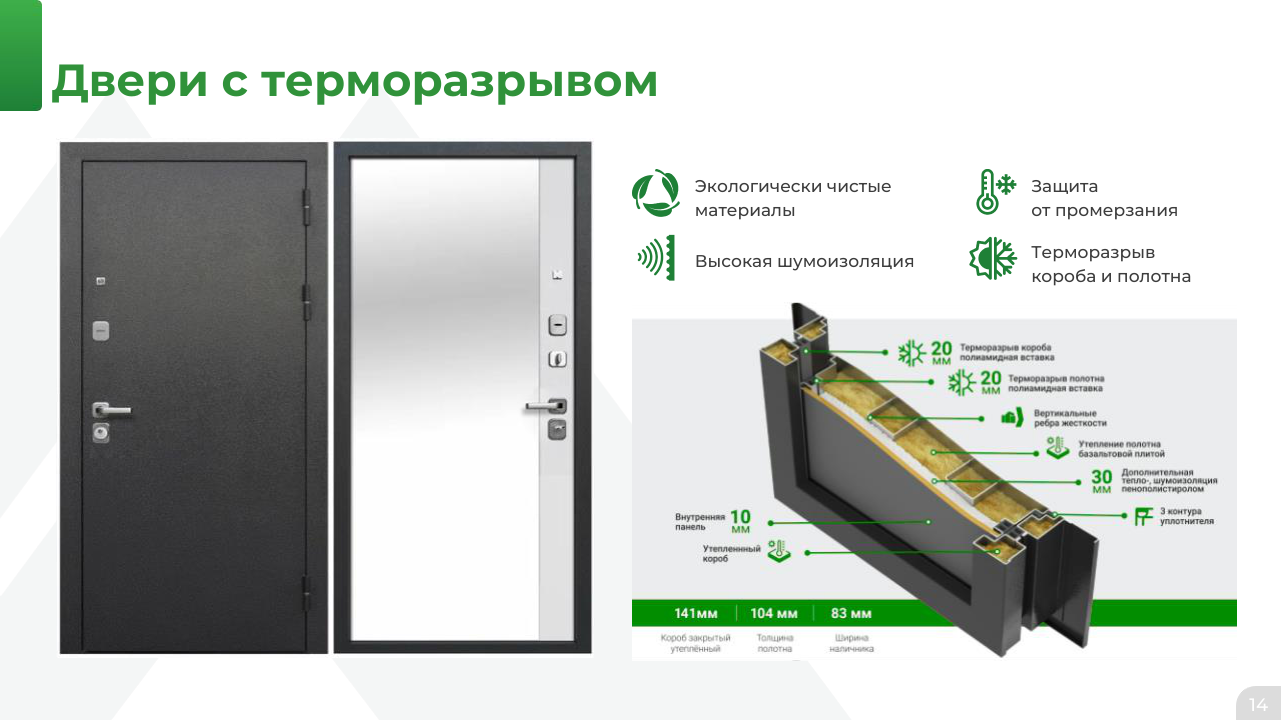 Двери с терморазрывом
Экологически чистые
материалы
Защита
от промерзания
Высокая шумоизоляция
Терморазрыв
короба и полотна
20
мм
Терморазрыв короба
полиамидная вставка
20
мм
Терморазрыв полотна
полиамидная вставка
Вертикальные
ребра жесткости
Утепление полотна
базальтовой плитой
30
мм
Дополнительная
тепло-, шумоизоляция
пенополистиролом
3 контура
уплотнителя
Внутренняя
панель
10
мм
Утепленнный
короб
141мм
104 мм
83 мм
Короб закрытый
утеплённый
Толщина
полотна
Ширина
наличника
14